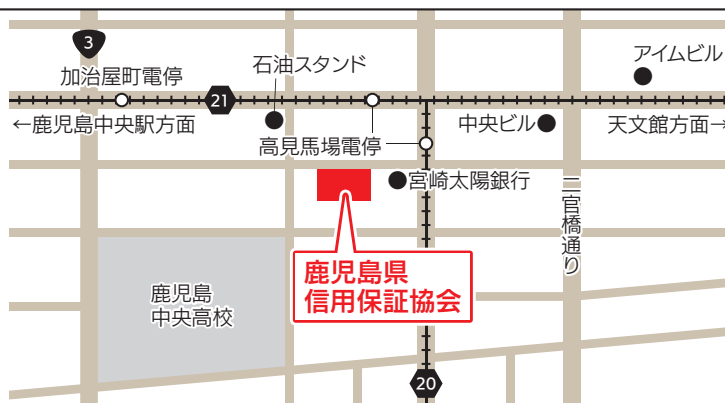 3
アイムビル
石油スタンド
加治屋町電停
21
←鹿児島中央駅方面
中央ビル
天文館方面→
高見馬場電停
宮崎太陽銀行
二官橋通り
鹿児島県
信用保証協会
鹿児島
中央高校
20